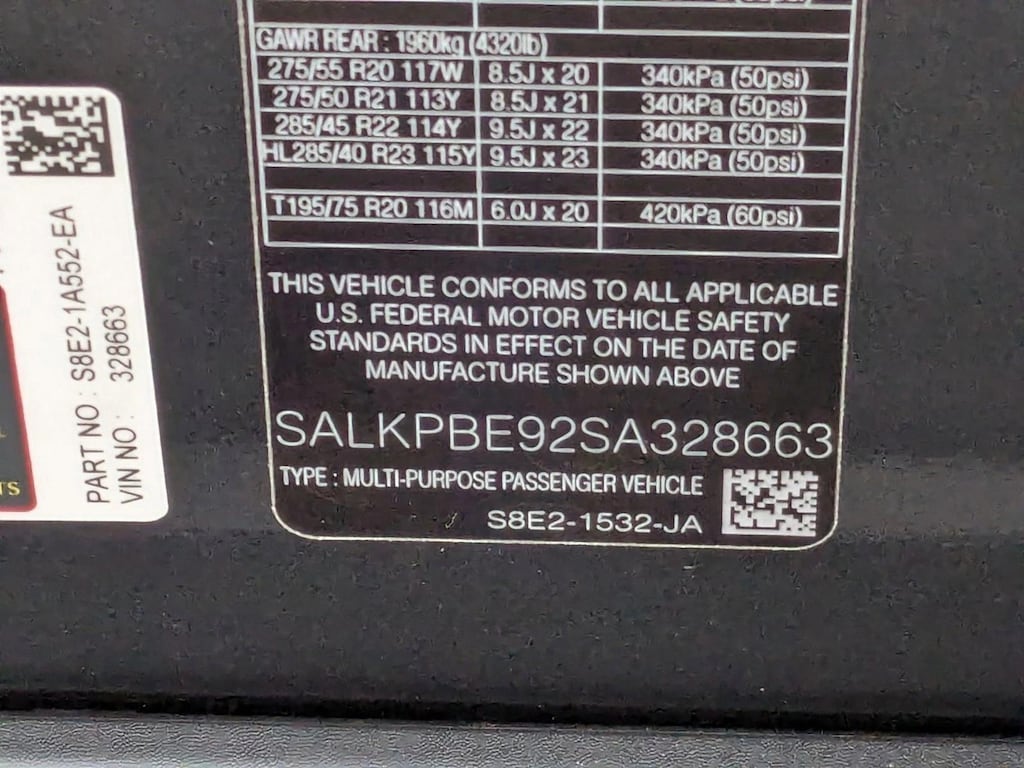 GAWR REAR : 1960kg (4320lb)
275/55 R20 117W 8.5J x 20 340kPa (50psi)
275/50 R21 113Y 8.5J x 21 340kPa (50psi)
285/45 R22 114Y 9.5J x 22 340kPa (50psi)
HL285/40 R23 115Y 9.5J x 23 340kPa (50psi)
T195/75 R20 116M 6.0J x 20 420kPa (60psi)
THIS VEHICLE CONFORMS TO ALL APPLICABLE
U.S. FEDERAL MOTOR VEHICLE SAFETY
STANDARDS IN EFFECT ON THE DATE OF
MANUFACTURE SHOWN ABOVE
SALKPBE92SA328663
TYPE : MULTI-PURPOSE PASSENGER VEHICLE
S8E2-1532-JA
PART NO : S8E2-1A552-EA
VIN NO : 328663